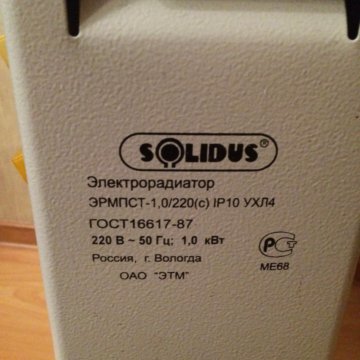 SOLIDUS®
Электрорадиатор
ЭРМПСТ-1,0/220(с) IP10 УХЛ4
ГОСТ16617-87
220 В ~ 50 Гц; 1,0 кВт
Россия, г. Вологда
ОАО "ЭТМ"
РСТ
МЕ68